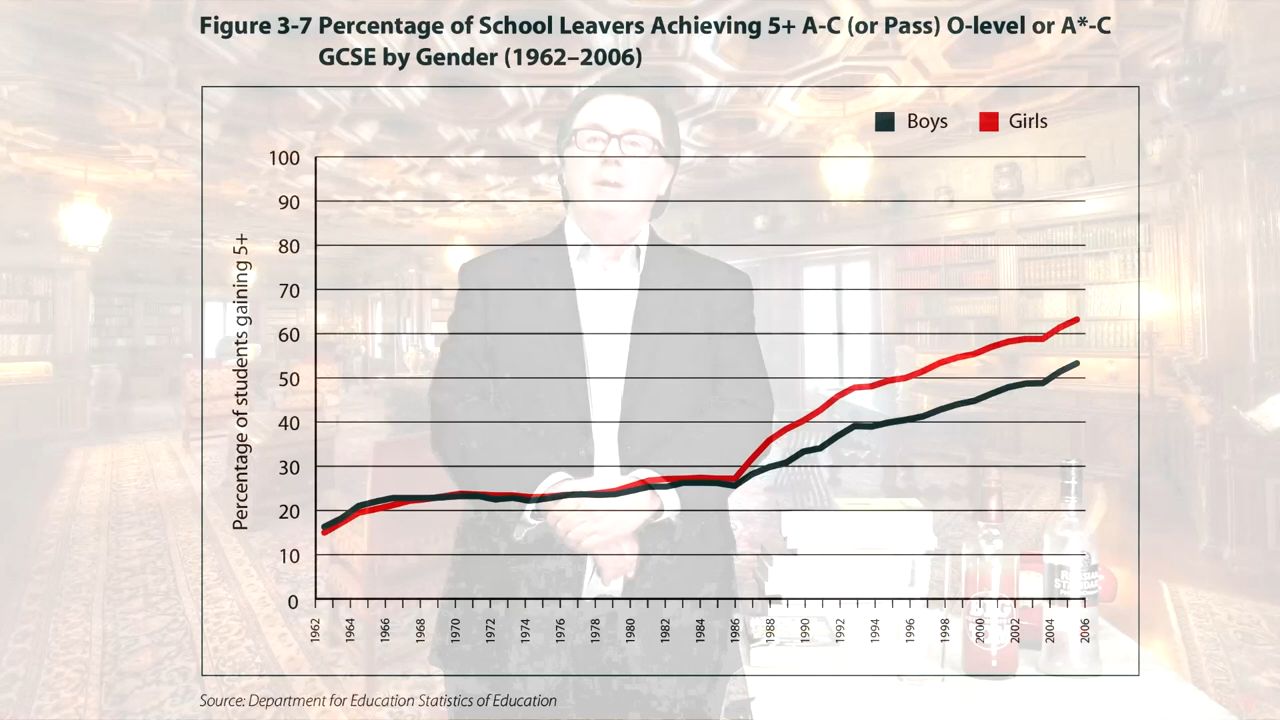 Figure 3-7 Percentage of School Leavers Achieving 5+ A-C (or Pass) O-level or A*-C
GCSE by Gender (1962–2006)
Boys Girls
Percentage of students gaining 5+
100
90
80
70
60
50
40
30
20
10
0
1962 1964 1966 1968 1970 1972 1974 1976 1978 1980 1982 1984 1986 1988 1990 1992 1994 1996 1998 2000 2002 2004 2006
Source: Department for Education Statistics of Education